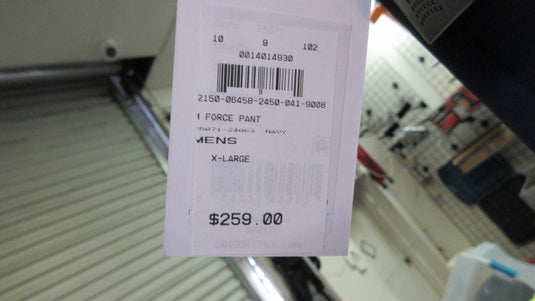 10 9 102
0014014930
2150-06458-2450-041-9008
FORCE PANT
NAVY
MENS
X-LARGE
$259.00